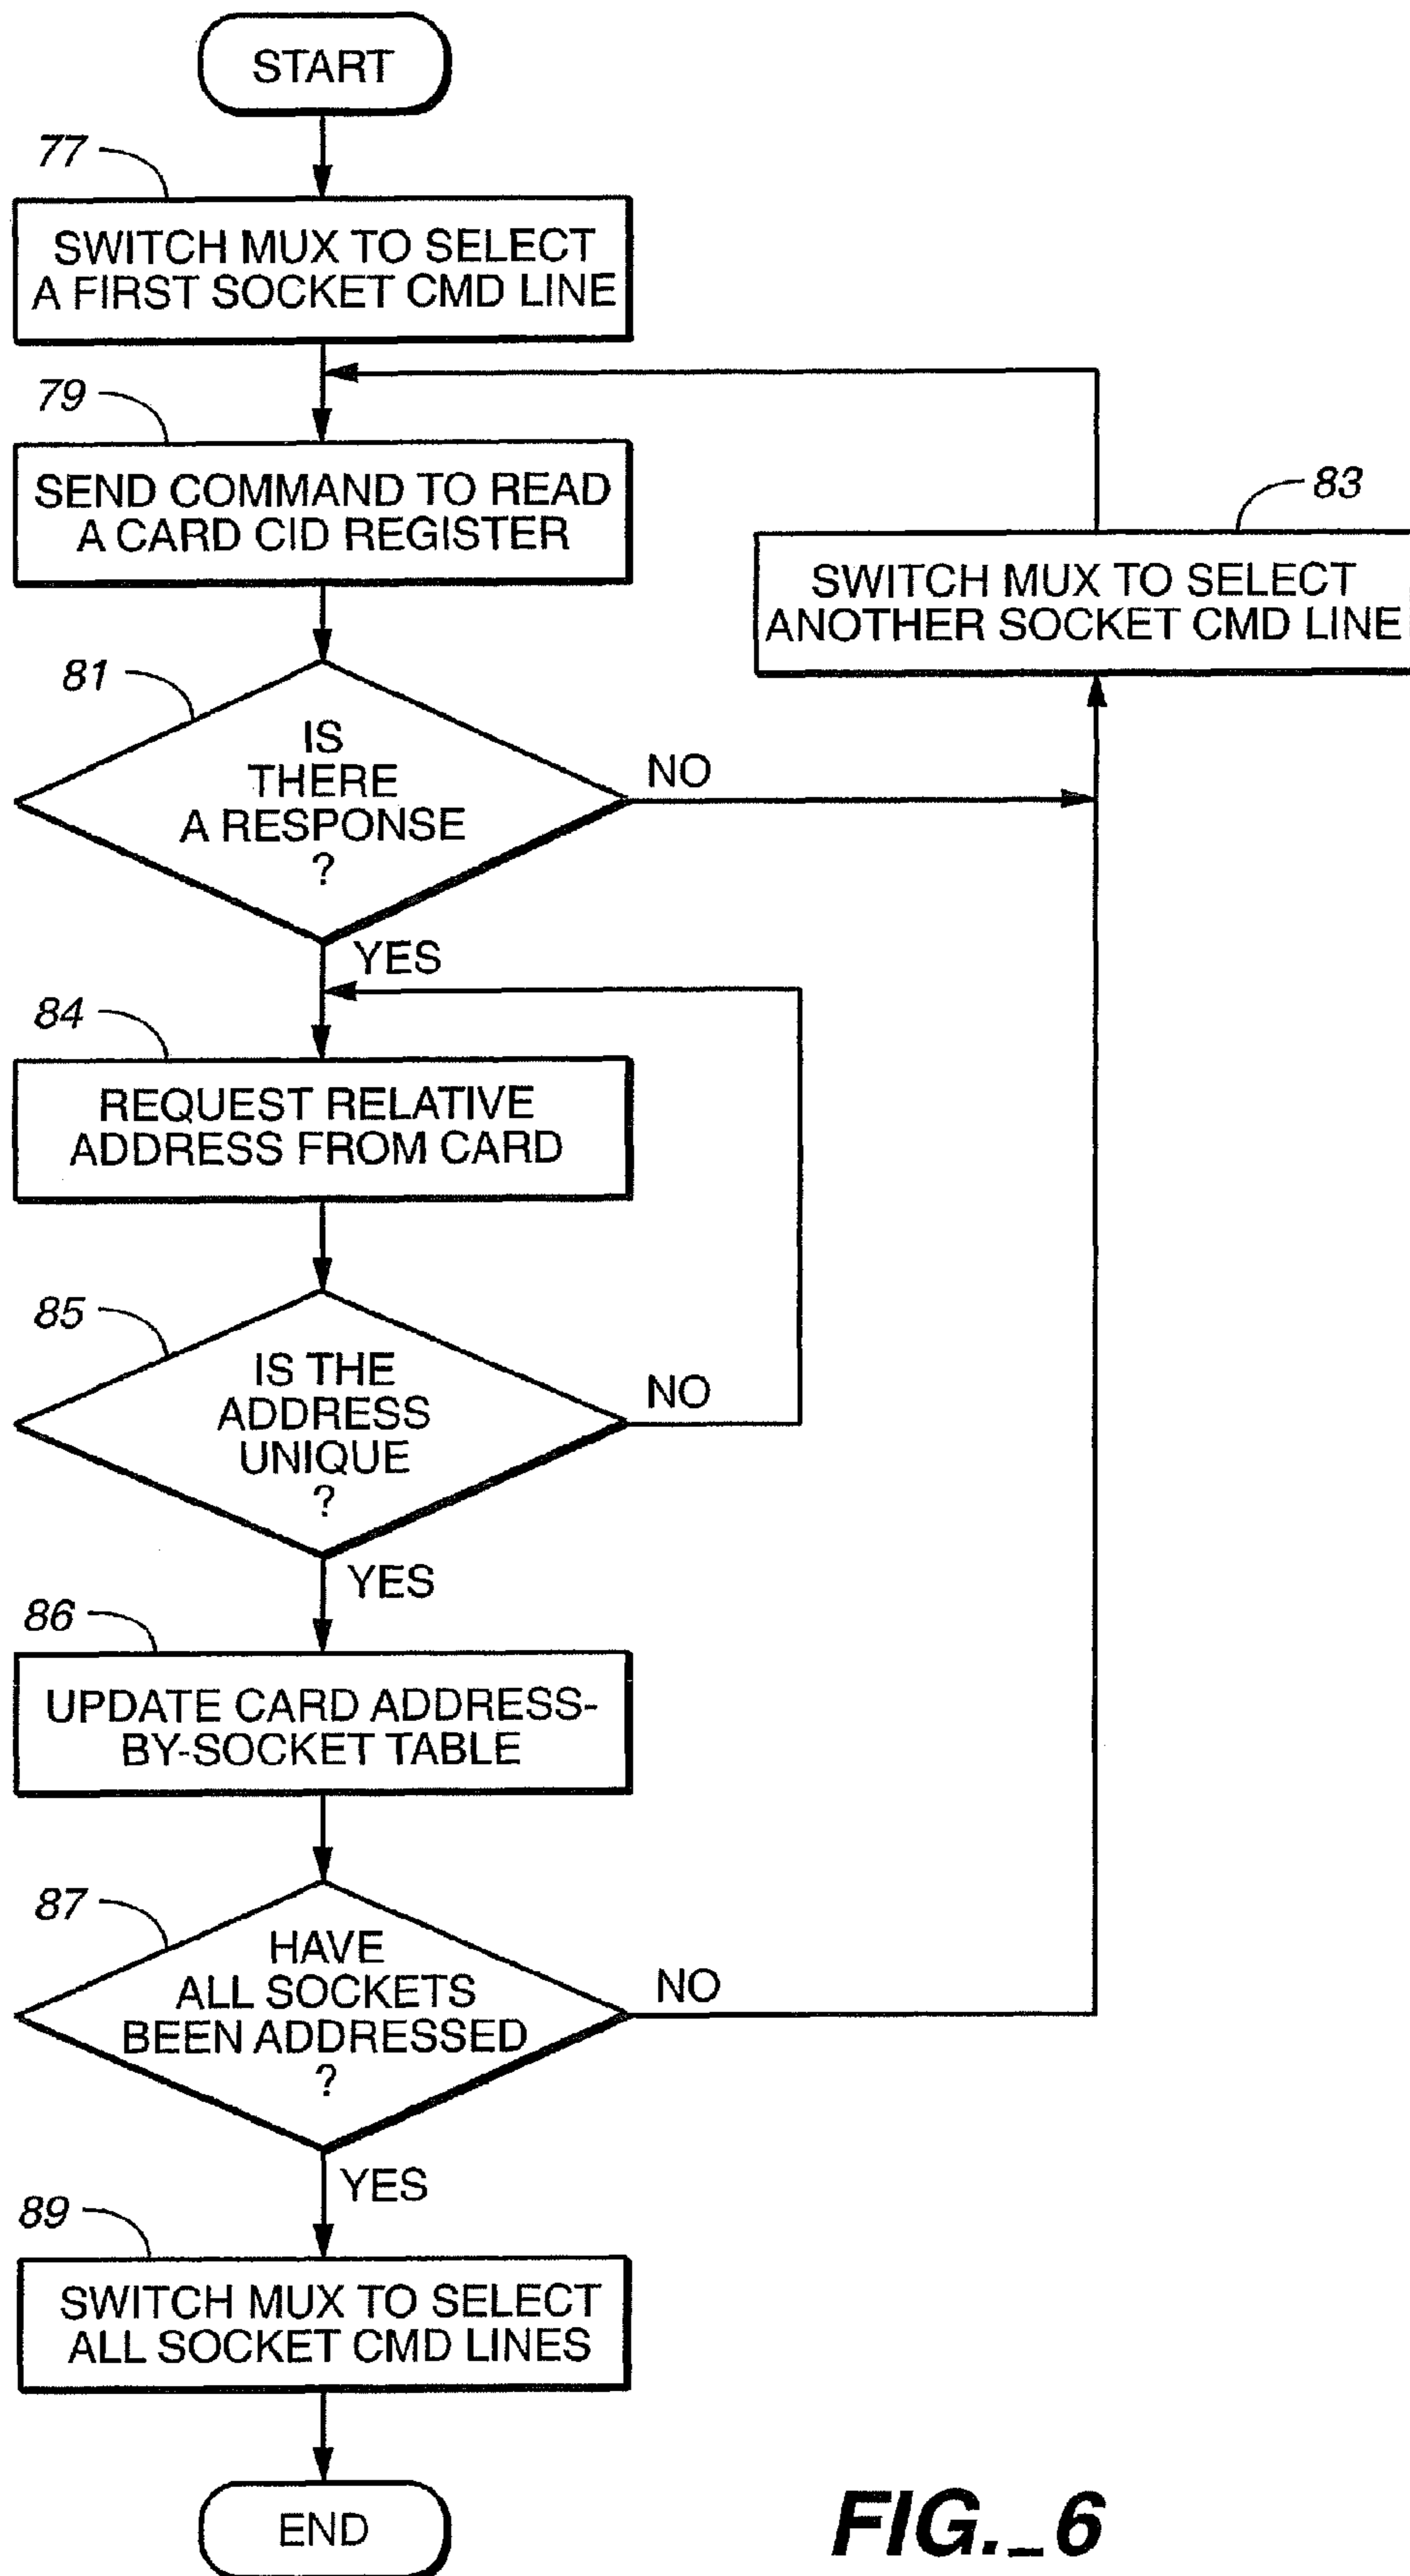 START
77
SWITCH MUX TO SELECT
A FIRST SOCKET CMD LINE
79
SEND COMMAND TO READ
A CARD CID REGISTER
83
SWITCH MUX TO SELECT
ANOTHER SOCKET CMD LINE
81
IS
THERE
A RESPONSE
?
NO
YES
84
REQUEST RELATIVE
ADDRESS FROM CARD
85
IS THE
ADDRESS
UNIQUE
?
NO
YES
86
UPDATE CARD ADDRESS-
BY-SOCKET TABLE
87
HAVE
ALL SOCKETS
BEEN ADDRESSED
?
NO
YES
89
SWITCH MUX TO SELECT
ALL SOCKET CMD LINES
END
FIG._6